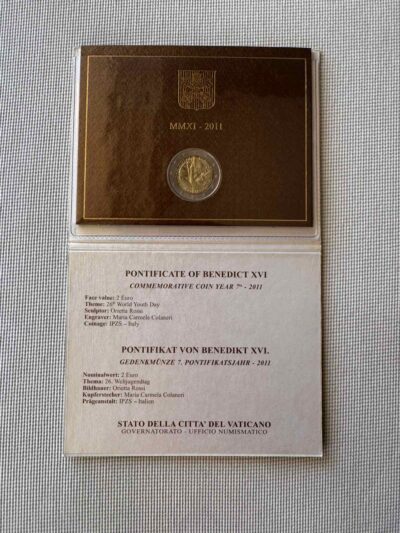 MMXI - 2011
PONTIFICATE OF BENEDICT XVI
COMMEMORATIVE COIN YEAR 7° - 2011
Face value: 2 Euro
Theme: 26th World Youth Day
Sculptor: Orietta Rossi
Engraver: Maria Carmela Colaneri
Coinage: IPZS - Italy
PONTIFIKAT VON BENEDIKT XVI.
GEDENKMÜNZE 7. PONTIFIKATSJAHR - 2011
Nominalwert: 2 Euro
Thema: 26. Weltjugendtag
Bildhauer: Orietta Rossi
Kupferstecher: Maria Carmela Colaneri
Prägeanstalt: IPZS - Italien
STATO DELLA CITTA' DEL VATICANO
GOVERNATORATO - UFFICIO NUMISMATICO